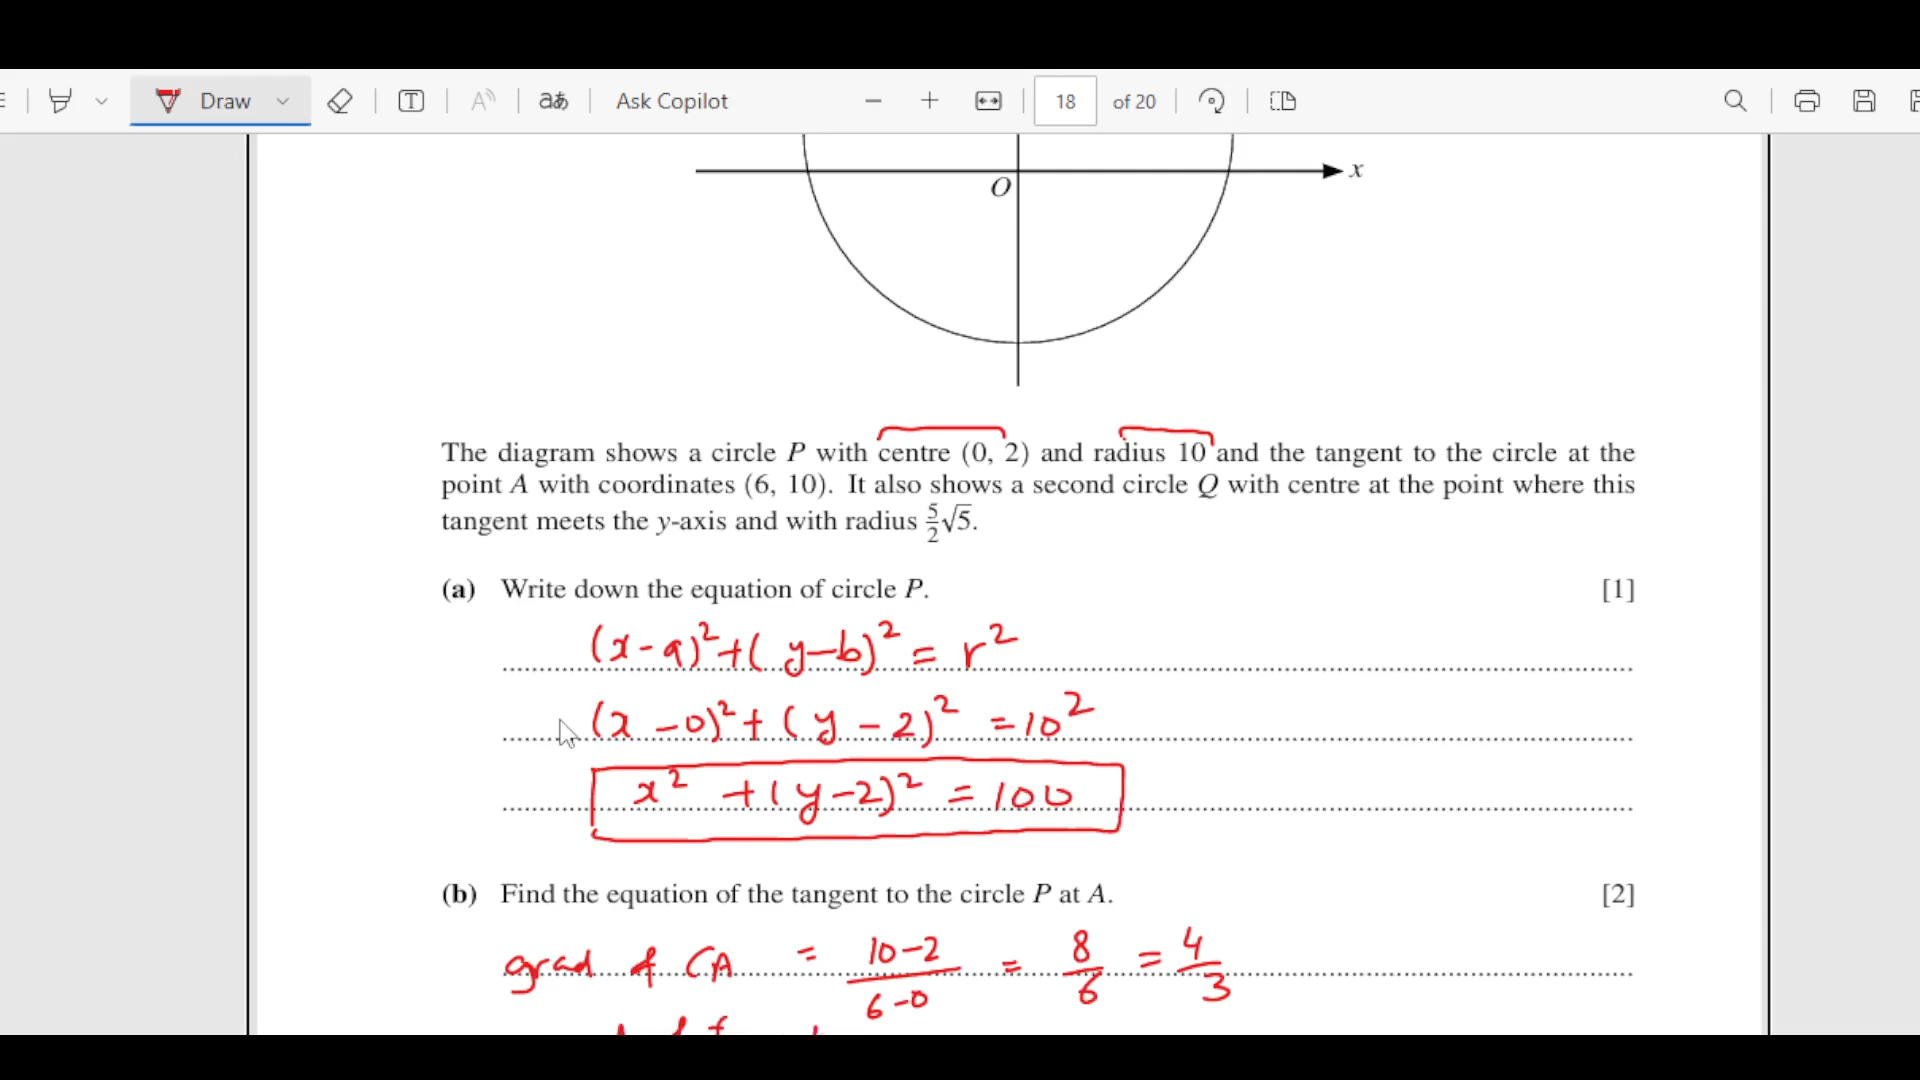 Draw
T
A
aあ
Ask Copilot
18
of 20
x
O
The diagram shows a circle P with centre (0, 2) and radius 10 and the tangent to the circle at the
point A with coordinates (6, 10). It also shows a second circle Q with centre at the point where this
tangent meets the y-axis and with radius 5/2√5.
(a) Write down the equation of circle P. [1]
(x-a)²+(y-b)² = r²
(x-0)²+(y-2)² = 10²
x² + (y-2)² = 100
(b) Find the equation of the tangent to the circle P at A. [2]
grad of CA = 10-2/6-0 = 8/6 = 4/3